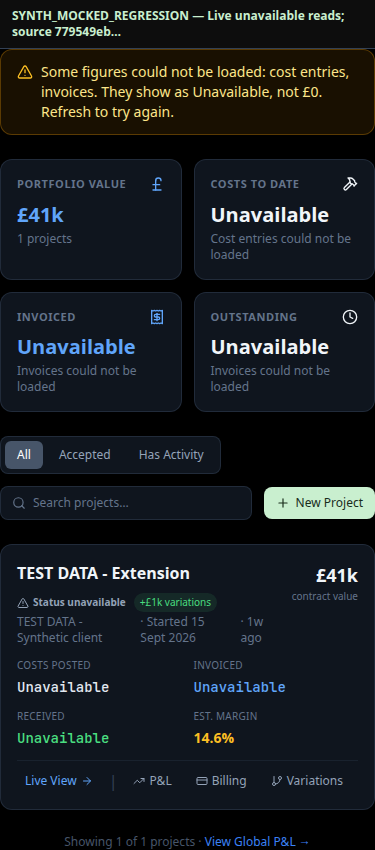 SYNTH_MOCKED_REGRESSION — Live unavailable reads;
source 779549eb...
Some figures could not be loaded: cost entries,
invoices. They show as Unavailable, not £0.
Refresh to try again.
PORTFOLIO VALUE
£41k
1 projects
COSTS TO DATE
Unavailable
Cost entries could not be
loaded
INVOICED
Unavailable
Invoices could not be
loaded
OUTSTANDING
Unavailable
Invoices could not be
loaded
All Accepted Has Activity
Search projects...
New Project
TEST DATA - Extension
£41k
contract value
Status unavailable +£1k variations
TEST DATA -
Synthetic client
· Started 15
Sept 2026
· 1w
ago
COSTS POSTED
Unavailable
INVOICED
Unavailable
RECEIVED
Unavailable
EST. MARGIN
14.6%
Live View → | P&L Billing Variations
Showing 1 of 1 projects · View Global P&L →